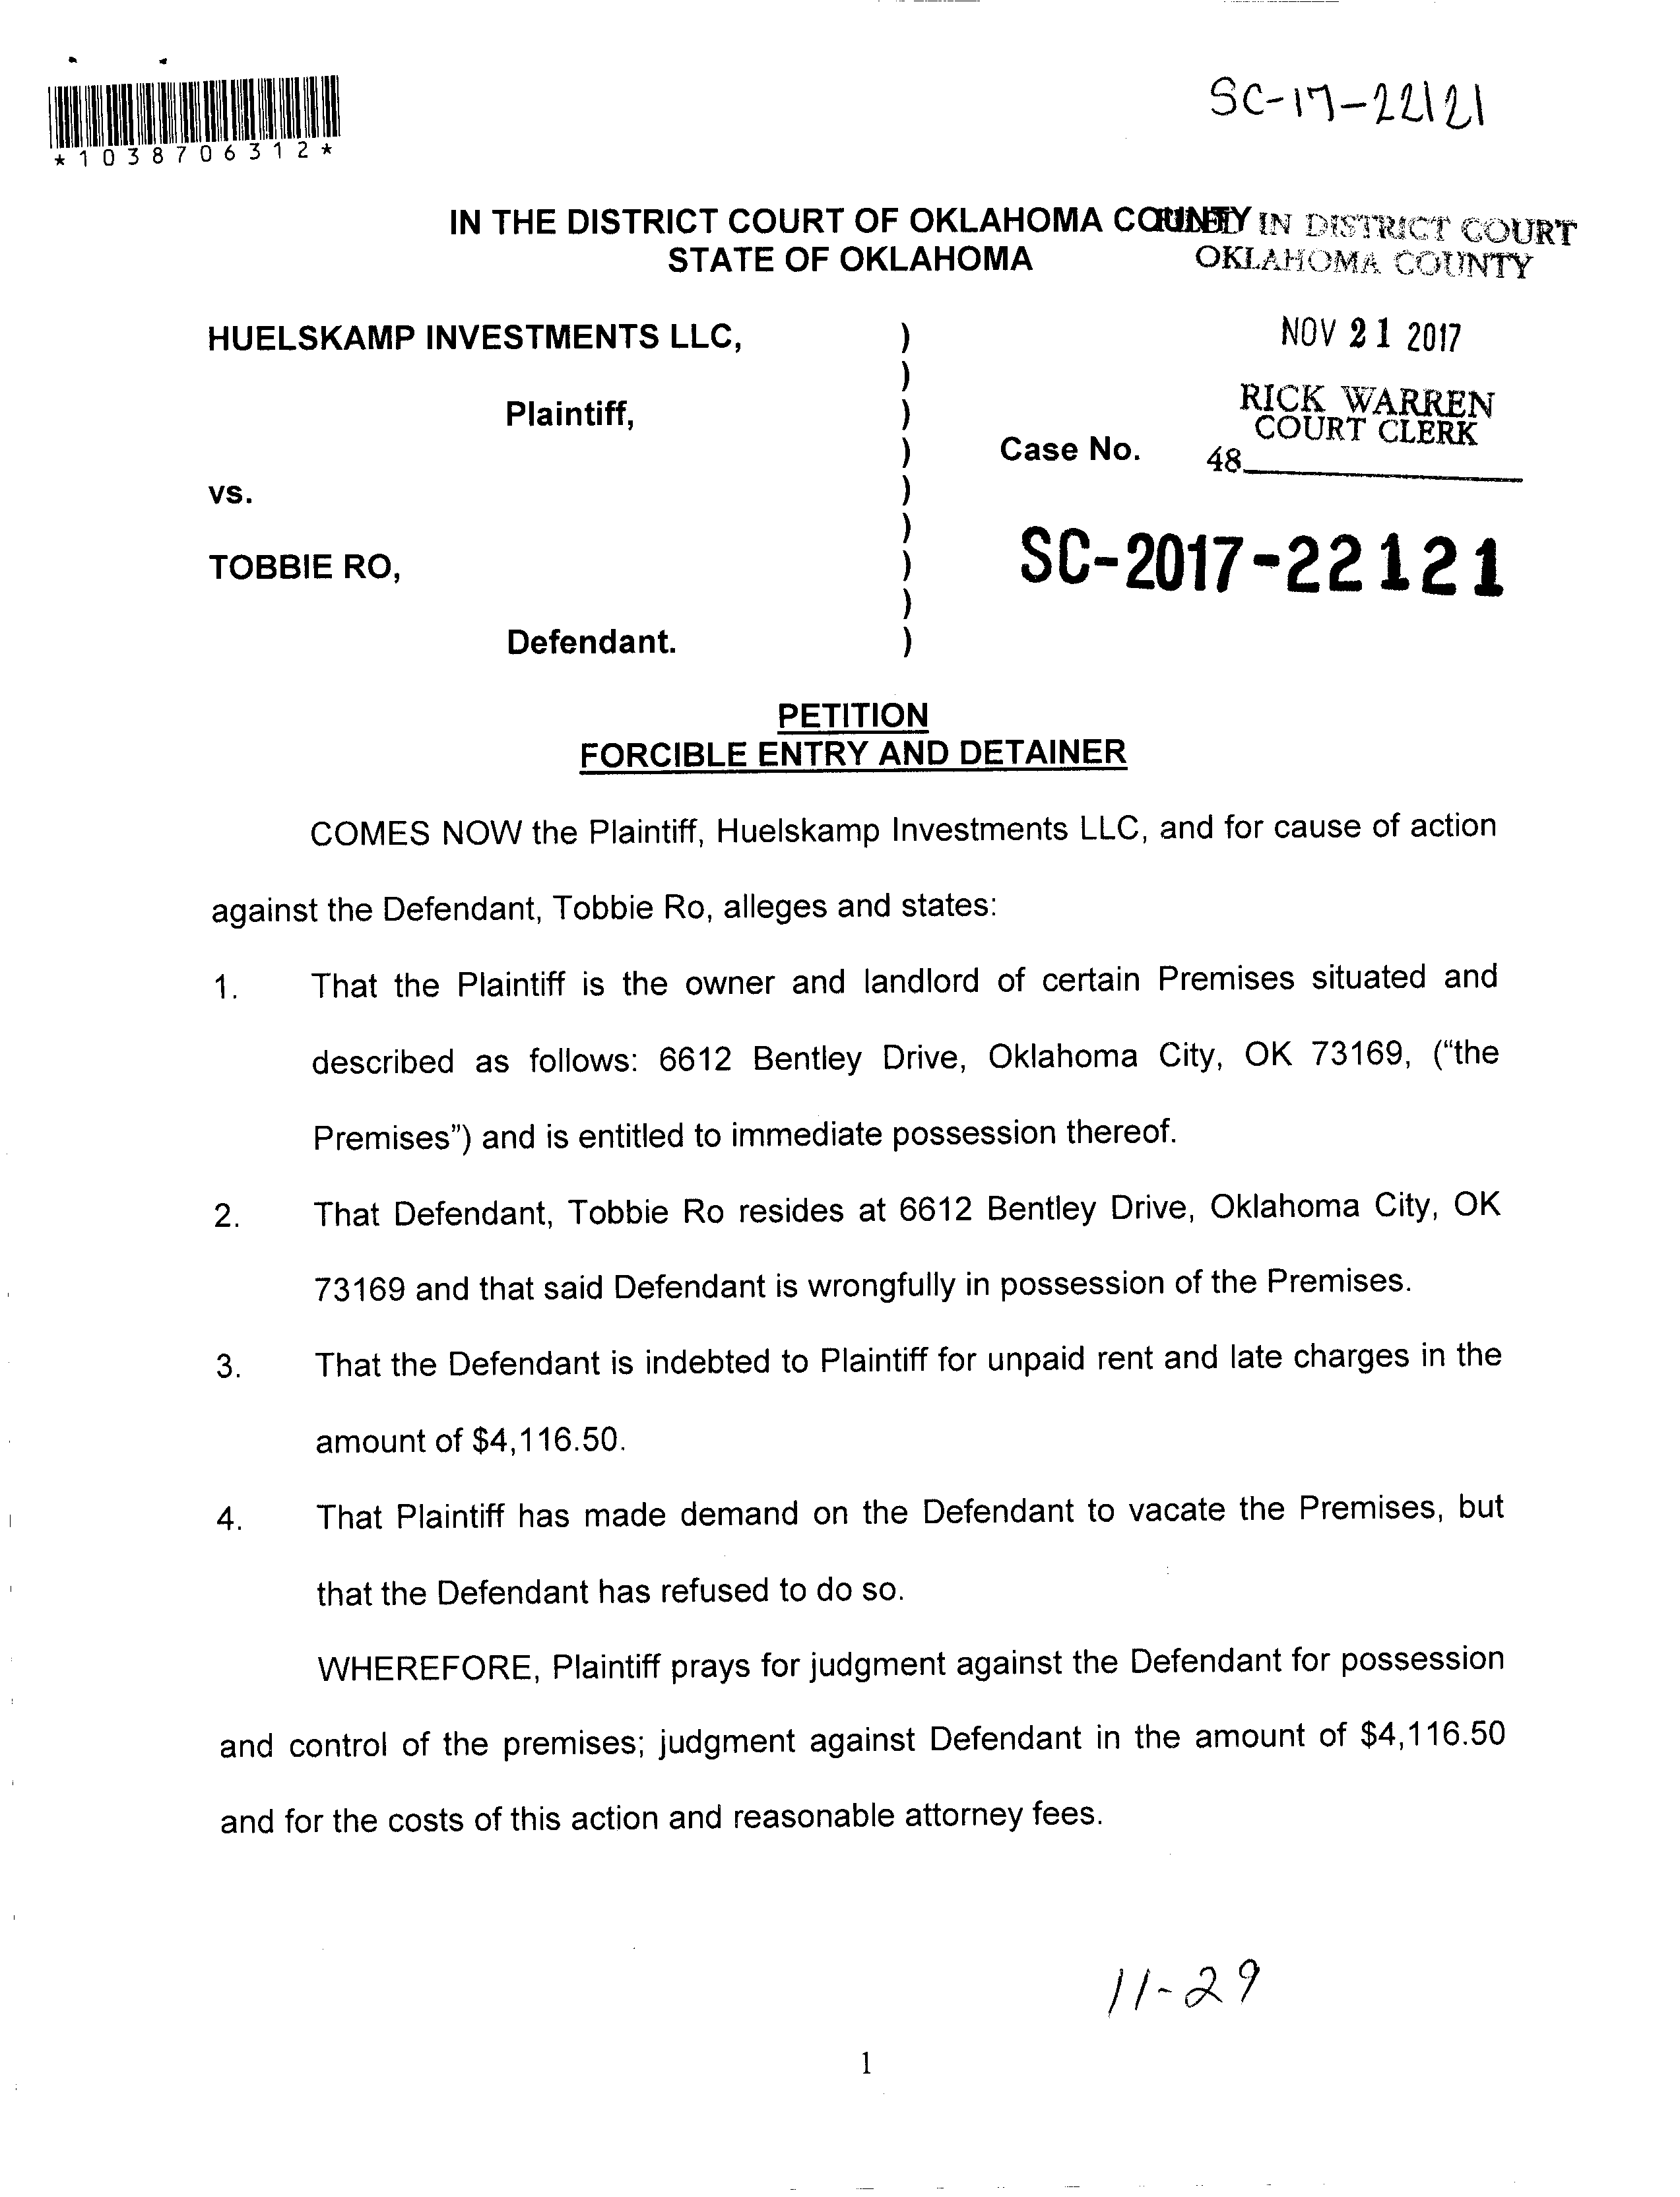 SC-17-22121
*1038706312*
IN THE DISTRICT COURT OF OKLAHOMA COUNTY
FILED IN DISTRICT COURT
STATE OF OKLAHOMA
OKLAHOMA COUNTY
HUELSKAMP INVESTMENTS LLC, )
NOV 21 2017
)
Plaintiff, )
RICK WARREN
COURT CLERK
) Case No.
48
vs. )
)
TOBBIE RO, )
SC-2017-22121
)
Defendant. )
PETITION
FORCIBLE ENTRY AND DETAINER
COMES NOW the Plaintiff, Huelskamp Investments LLC, and for cause of action
against the Defendant, Tobbie Ro, alleges and states:
1. That the Plaintiff is the owner and landlord of certain Premises situated and
described as follows: 6612 Bentley Drive, Oklahoma City, OK 73169, (“the
Premises”) and is entitled to immediate possession thereof.
2. That Defendant, Tobbie Ro resides at 6612 Bentley Drive, Oklahoma City, OK
73169 and that said Defendant is wrongfully in possession of the Premises.
3. That the Defendant is indebted to Plaintiff for unpaid rent and late charges in the
amount of $4,116.50.
4. That Plaintiff has made demand on the Defendant to vacate the Premises, but
that the Defendant has refused to do so.
WHEREFORE, Plaintiff prays for judgment against the Defendant for possession
and control of the premises; judgment against Defendant in the amount of $4,116.50
and for the costs of this action and reasonable attorney fees.
11-29
1